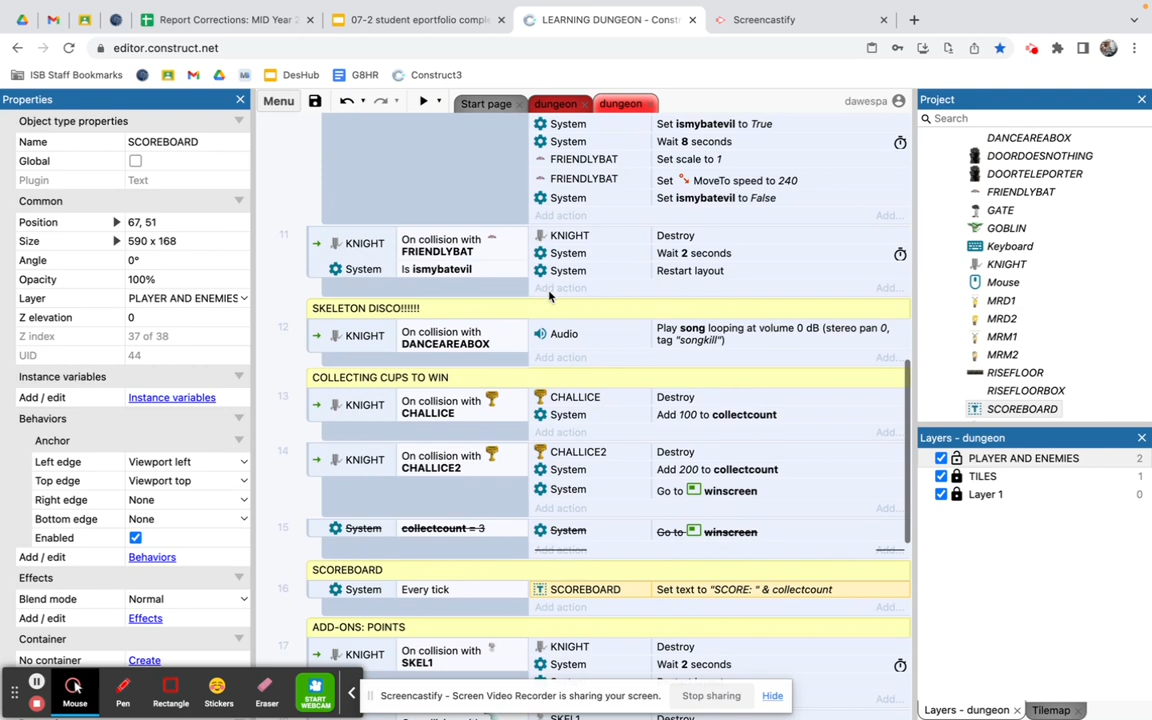 Report Corrections: MID Year 2
07-2 student eportfolio comple
LEARNING DUNGEON - Constr
Screencastify
editor.construct.net
ISB Staff Bookmarks
DesHub
G8HR
Construct3
Properties
Menu
Start page
dungeon
dungeon
dawespa
Project
Object type properties
Name
SCOREBOARD
Global
Plugin
Text
Common
Position
67, 51
Size
590 x 168
Angle
0°
Opacity
100%
Layer
PLAYER AND ENEMIES
Z elevation
0
Z index
37 of 38
UID
44
Instance variables
Add / edit
Instance variables
Behaviors
Anchor
Left edge
Viewport left
Top edge
Viewport top
Right edge
None
Bottom edge
None
Enabled
Add / edit
Behaviors
Effects
Blend mode
Normal
Add / edit
Effects
Container
No container
Create
System
Set ismybatevil to True
System
Wait 8 seconds
FRIENDLYBAT
Set scale to 1
FRIENDLYBAT
Set MoveTo speed to 240
System
Set ismybatevil to False
Add action
Add...
11
KNIGHT
On collision with
FRIENDLYBAT
System
Is ismybatevil
KNIGHT
Destroy
System
Wait 2 seconds
System
Restart layout
Add action
Add...
SKELETON DISCO!!!!!!
12
KNIGHT
On collision with
DANCEAREABOX
Audio
Play song looping at volume 0 dB (stereo pan 0,
tag "songkill")
Add action
Add...
COLLECTING CUPS TO WIN
13
KNIGHT
On collision with
CHALLICE
CHALLICE
Destroy
System
Add 100 to collectcount
Add action
Add...
14
KNIGHT
On collision with
CHALLICE2
CHALLICE2
Destroy
System
Add 200 to collectcount
System
Go to winscreen
Add action
Add...
15
System
collectcount = 3
System
Go to winscreen
Add action
Add...
SCOREBOARD
16
System
Every tick
SCOREBOARD
Set text to "SCORE: " & collectcount
Add action
Add...
ADD-ONS: POINTS
17
KNIGHT
On collision with
SKEL1
KNIGHT
Destroy
System
Wait 2 seconds
Search
DANCEAREABOX
DOORDOESNOTHING
DOORTELEPORTER
FRIENDLYBAT
GATE
GOBLIN
Keyboard
KNIGHT
Mouse
MRD1
MRD2
MRM1
MRM2
RISEFLOOR
RISEFLOORBOX
SCOREBOARD
Layers - dungeon
PLAYER AND ENEMIES
2
TILES
1
Layer 1
0
Layers - dungeon
Tilemap
Mouse
Pen
Rectangle
Stickers
Eraser
START
WEBCAM
Screencastify - Screen Video Recorder is sharing your screen.
Stop sharing
Hide